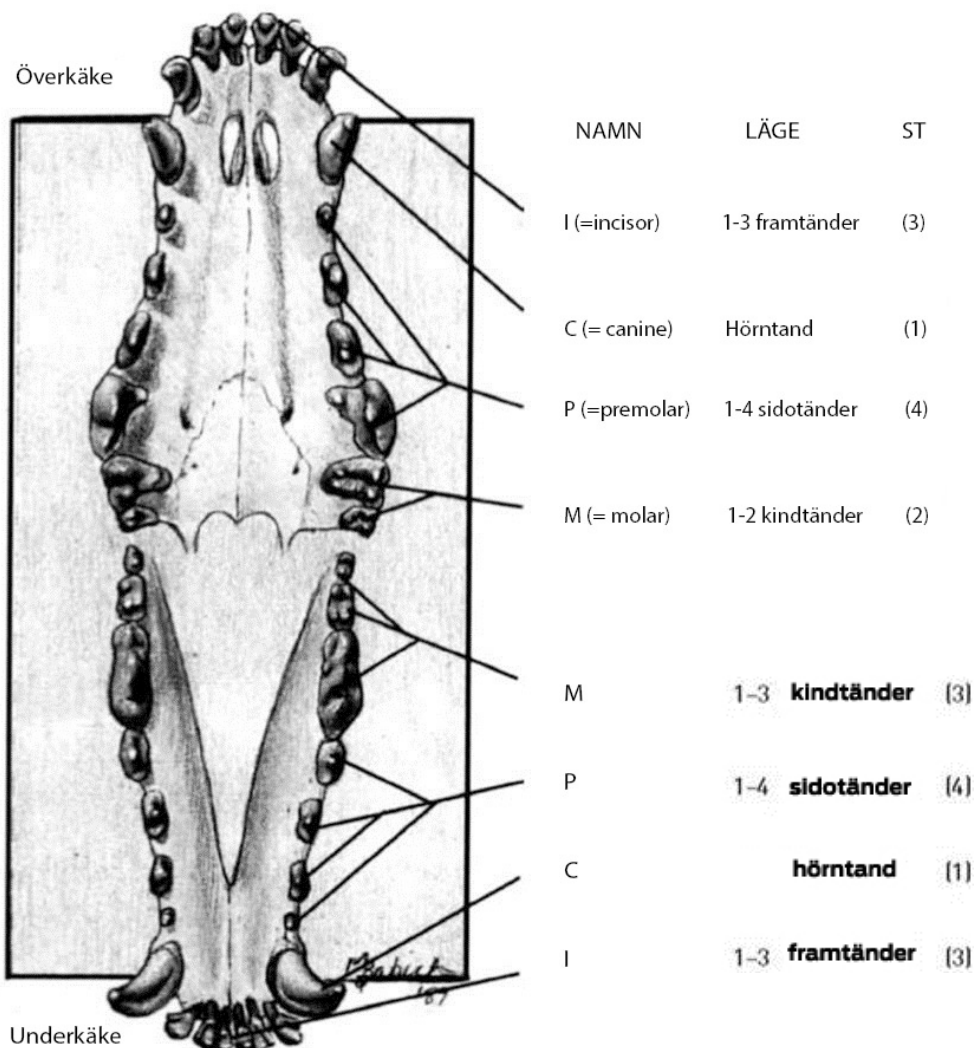 Överkäke
NAMN LÄGE ST
I (=incisor) 1-3 framtänder (3)
C (= canine) Hörntand (1)
P (=premolar) 1-4 sidotänder (4)
M (= molar) 1-2 kindtänder (2)
M 1-3 kindtänder (3)
P 1-4 sidotänder (4)
C hörntand (1)
I 1-3 framtänder (3)
Underkäke